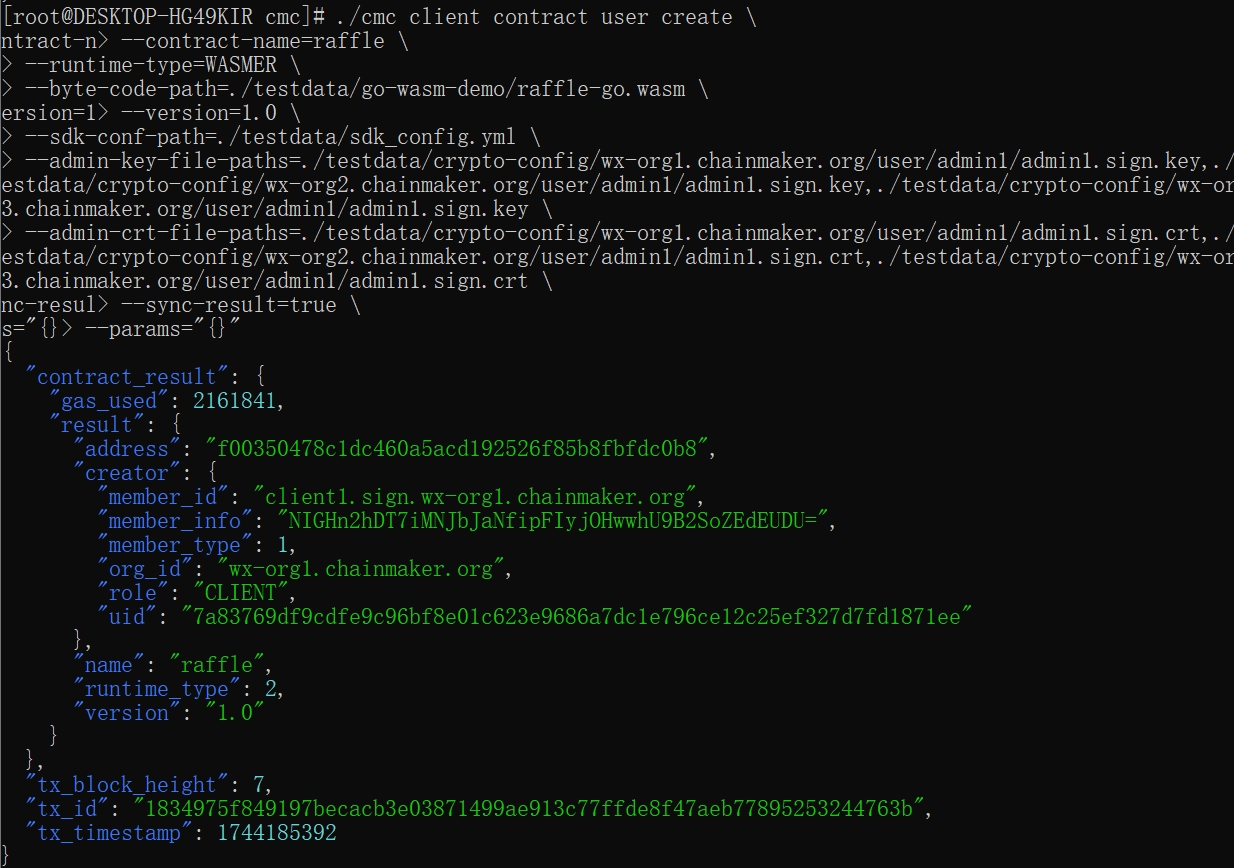 [root@DESKTOP-HG49KIR cmc]# ./cmc client contract user create \
ntract-n> --contract-name=raffle \
> --runtime-type=WASMER \
> --byte-code-path=./testdata/go-wasm-demo/raffle-go.wasm \
ersion=1> --version=1.0 \
> --sdk-conf-path=./testdata/sdk_config.yml \
> --admin-key-file-paths=./testdata/crypto-config/wx-org1.chainmaker.org/user/admin1/admin1.sign.key,./
estdata/crypto-config/wx-org2.chainmaker.org/user/admin1/admin1.sign.key,./testdata/crypto-config/wx-or
3.chainmaker.org/user/admin1/admin1.sign.key \
> --admin-crt-file-paths=./testdata/crypto-config/wx-org1.chainmaker.org/user/admin1/admin1.sign.crt,./
estdata/crypto-config/wx-org2.chainmaker.org/user/admin1/admin1.sign.crt,./testdata/crypto-config/wx-or
3.chainmaker.org/user/admin1/admin1.sign.crt \
nc-resul> --sync-result=true \
s="{}> --params="{}"
{
"contract_result": {
"gas_used": 2161841,
"result": {
"address": "f00350478c1dc460a5acd192526f85b8fbfdc0b8",
"creator": {
"member_id": "client1.sign.wx-org1.chainmaker.org",
"member_info": "NIGHn2hDT7iMNJbJaNfipFIyjOHwwhU9B2SoZEdEUDU=",
"member_type": 1,
"org_id": "wx-org1.chainmaker.org",
"role": "CLIENT",
"uid": "7a83769df9cdfe9c96bf8e01c623e9686a7dc1e796ce12c25ef327d7fd1871ee"
},
"name": "raffle",
"runtime_type": 2,
"version": "1.0"
}
},
"tx_block_height": 7,
"tx_id": "1834975f849197becacb3e03871499ae913c77ffde8f47aeb77895253244763b",
"tx_timestamp": 1744185392
}